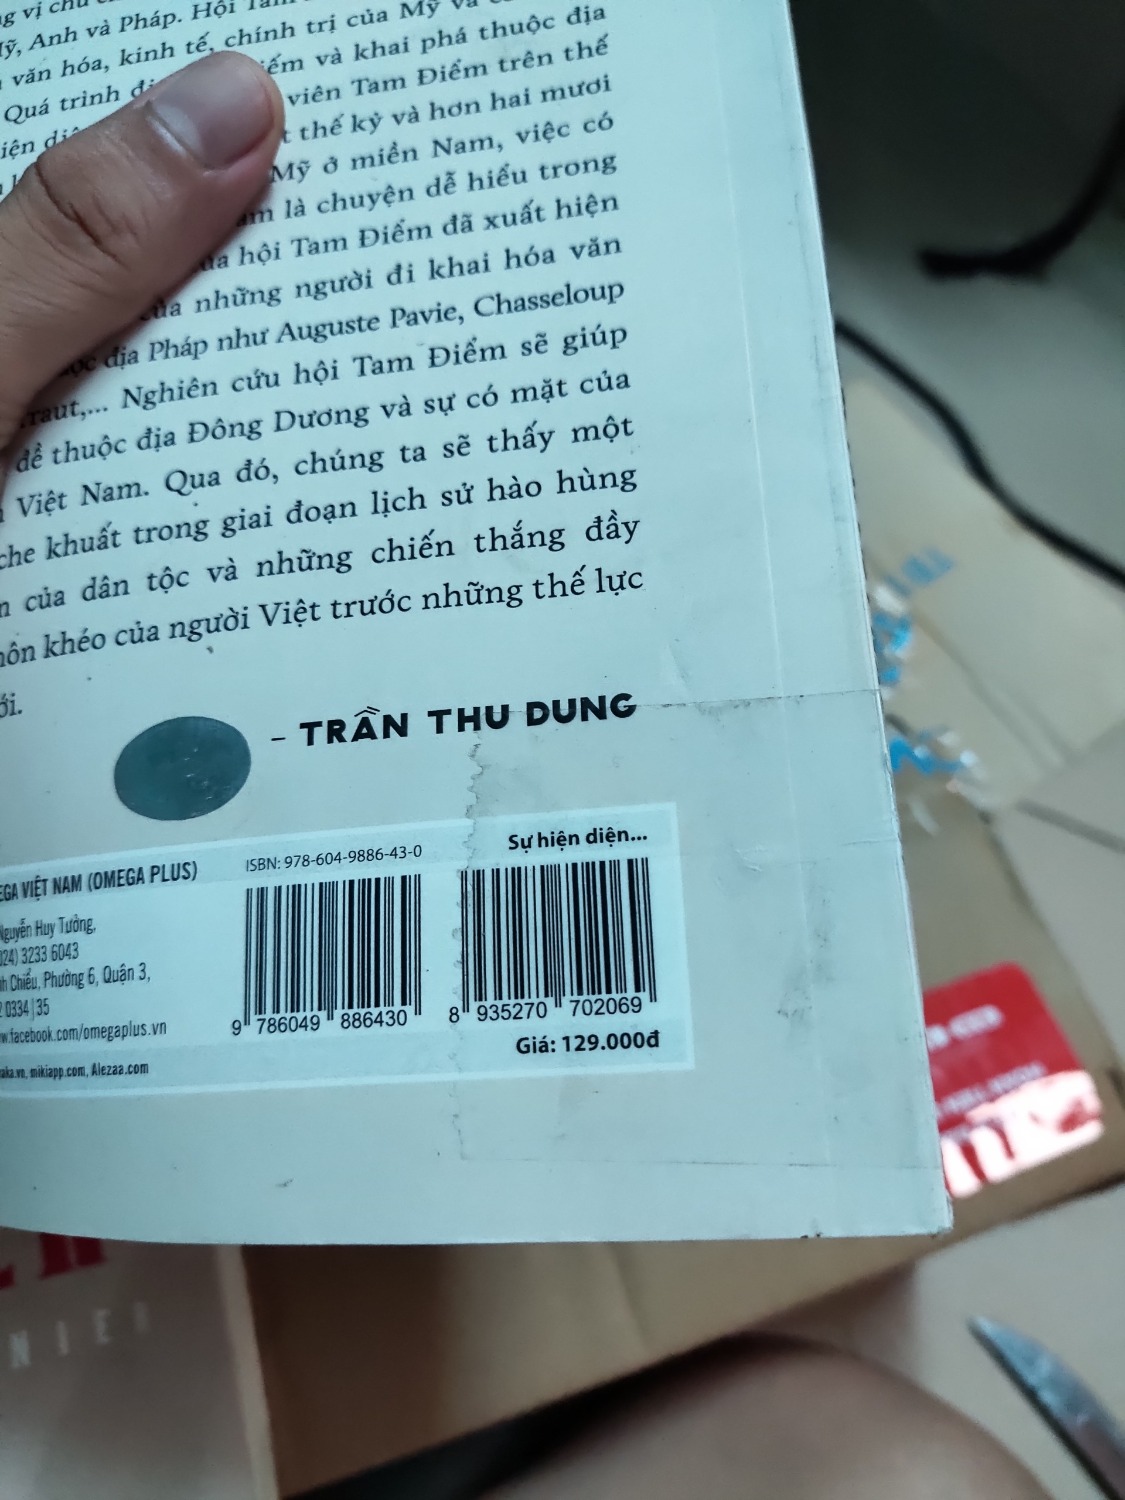 Mỹ, Anh và Pháp. Hội Tam
văn hóa, kinh tế, chính trị của Mỹ và
Quá trình và khai phá thuộc địa
viên Tam Điểm trên thế
thế kỷ và hơn hai mươi
Mỹ ở miền Nam, việc có
là chuyện dễ hiểu trong
hội Tam Điểm đã xuất hiện
của những người đi khai hóa văn
địa Pháp như Auguste Pavie, Chasseloup
Nghiên cứu hội Tam Điểm sẽ giúp
đề thuộc địa Đông Dương và sự có mặt của
Việt Nam. Qua đó, chúng ta sẽ thấy một
che khuất trong giai đoạn lịch sử hào hùng
của dân tộc và những chiến thắng đầy
khéo của người Việt trước những thế lực
– TRẦN THU DUNG
VIỆT NAM (OMEGA PLUS)
Nguyễn Huy Tưởng,
024) 3233 6043
Chiểu, Phường 6, Quận 3,
0334|35
facebook.com/omegaplus.vn
mikiapp.com, Alezaa.com
ISBN: 978-604-9886-43-0
9 786049 886430
Sự hiện diện...
8 935270 702069
Giá: 129.000đ